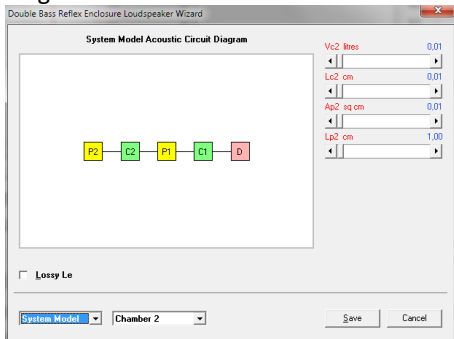 Double Bass Reflex Enclosure Loudspeaker Wizard
System Model Acoustic Circuit Diagram
Vc2 litres 0,01
Lc2 cm 0,01
Ap2 sq cm 0,01
Lp2 cm 1,00
P2 C2 P1 C1 D
Lossy Le
System Model Chamber 2 Save Cancel